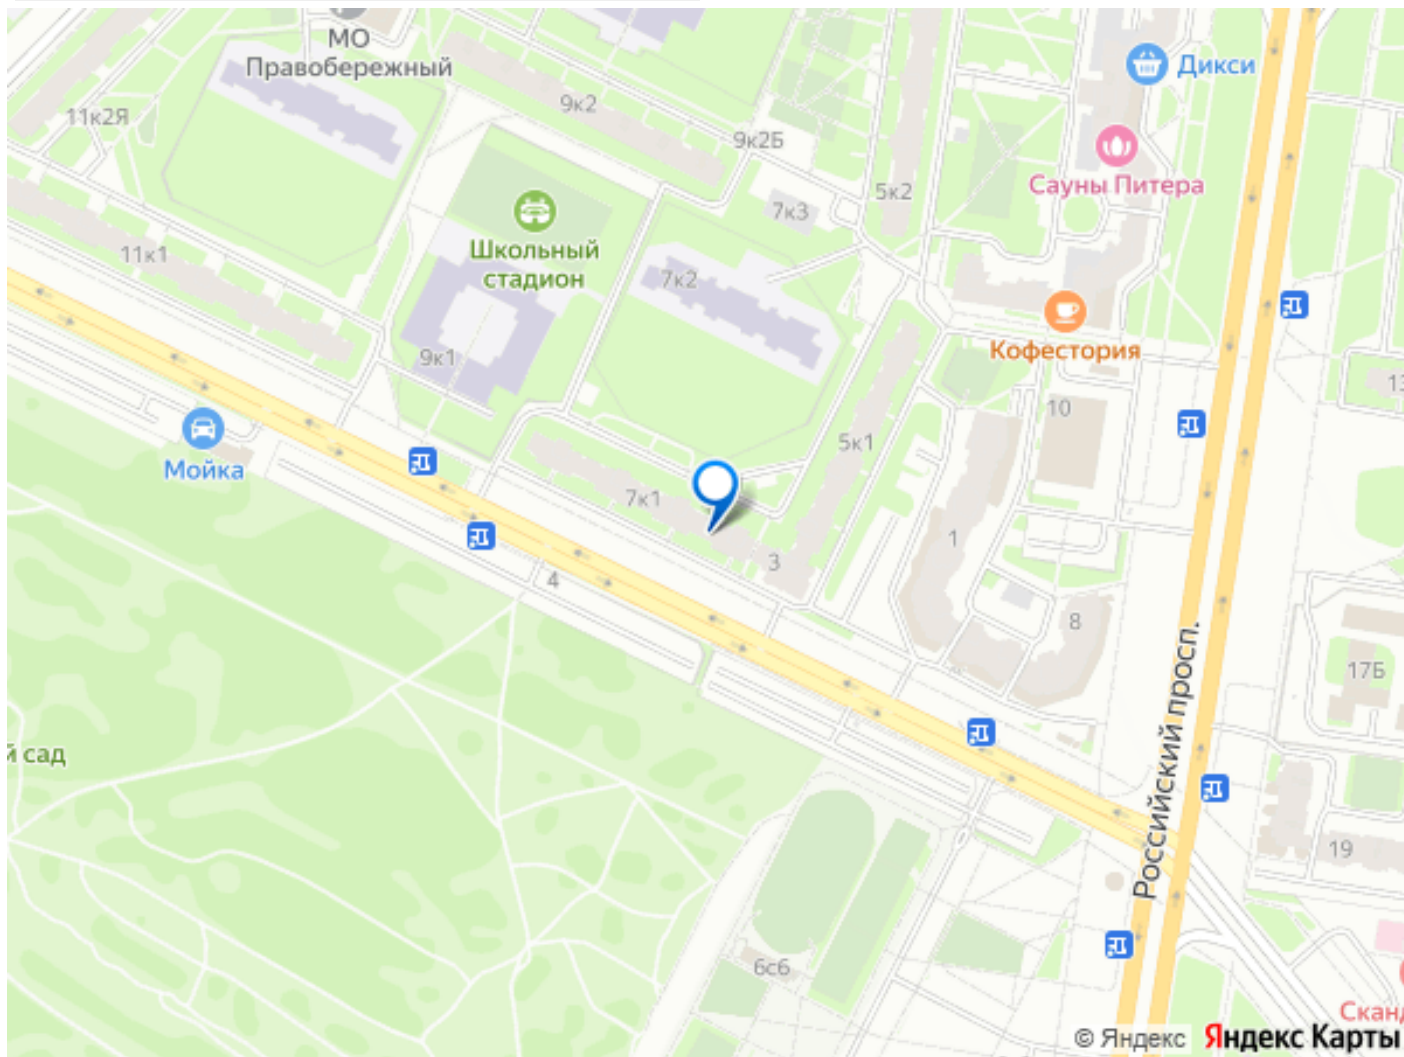 МО
Правобережный
Дикси
11к2Я
9к2
9к2Б
Сауны Питера
5к2
7к3
Школьный
стадион
11к1
7к2
Кофестория
9к1
13
10
5к1
Мойка
7к1
1
3
4
8
17Б
Российский просп.
й сад
19
6с6
Сканд
© Яндекс Яндекс Карты